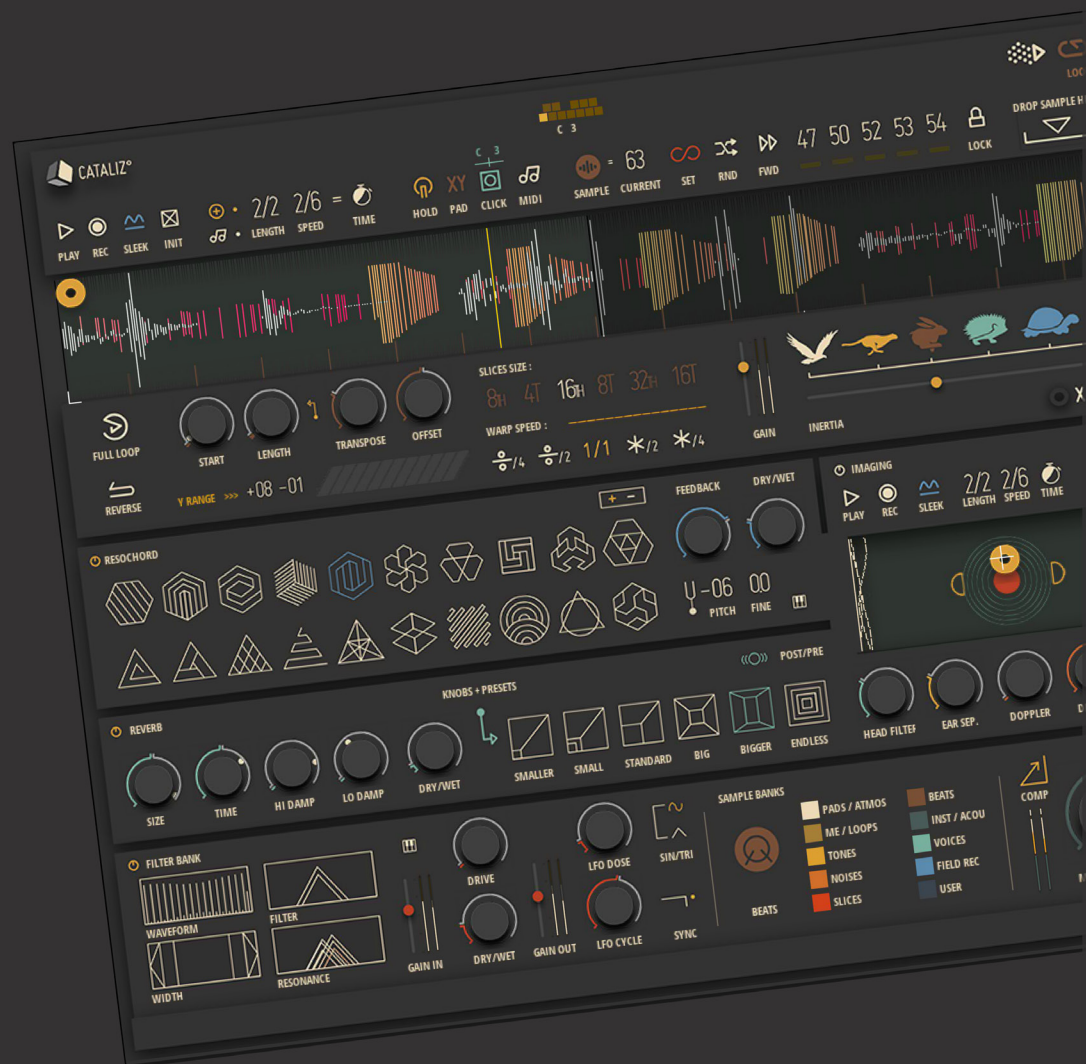 CATALIZ°
C 3
C 3
PLAY REC SLEEK INIT
2/2 2/6 =
LENGTH SPEED TIME
HOLD PAD CLICK MIDI
XY
= 63
SAMPLE CURRENT SET RND FWD
47 50 52 53 54
LOCK
DROP SAMPLE
FULL LOOP
START LENGTH TRANSPOSE OFFSET
REVERSE
Y RANGE >>> +08 -01
SLICES SIZE :
8TH 4T 16TH 8T 32TH 16T
WARP SPEED :
÷/4 ÷/2 1/1 */2 */4
GAIN
INERTIA
RESOCHORD
+ -
FEEDBACK DRY/WET
-06 0.0
PITCH FINE
IMAGING
PLAY REC SLEEK
2/2 2/6
LENGTH SPEED TIME
HEAD FILTER EAR SEP. DOPPLER
REVERB
SIZE TIME HI DAMP LO DAMP DRY/WET
KNOBS + PRESETS
POST/PRE
SMALLER SMALL STANDARD BIG BIGGER ENDLESS
FILTER BANK
WAVEFORM FILTER
WIDTH RESONANCE
GAIN IN
DRIVE
DRY/WET
GAIN OUT
LFO DOSE
LFO CYCLE
SIN/TRI
SYNC
SAMPLE BANKS
BEATS
PADS / ATMOS
ME / LOOPS
TONES
NOISES
SLICES
BEATS
INST / ACOU
VOICES
FIELD REC
USER
COMP